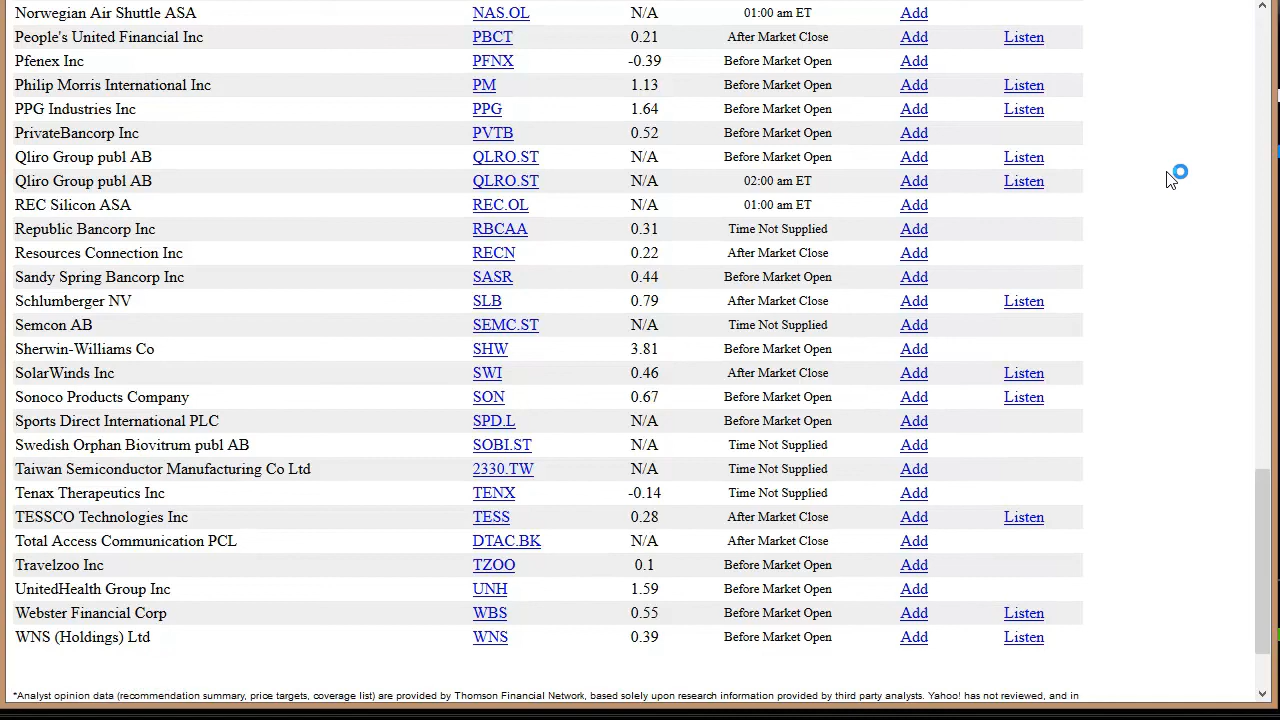 Norwegian Air Shuttle ASA NAS.OL N/A 01:00 am ET Add
People's United Financial Inc PBCT 0.21 After Market Close Add Listen
Pfenex Inc PFNX -0.39 Before Market Open Add
Philip Morris International Inc PM 1.13 Before Market Open Add Listen
PPG Industries Inc PPG 1.64 Before Market Open Add Listen
PrivateBancorp Inc PVTB 0.52 Before Market Open Add
Qliro Group publ AB QLRO.ST N/A Before Market Open Add Listen
Qliro Group publ AB QLRO.ST N/A 02:00 am ET Add Listen
REC Silicon ASA REC.OL N/A 01:00 am ET Add
Republic Bancorp Inc RBCAA 0.31 Time Not Supplied Add
Resources Connection Inc RECN 0.22 After Market Close Add
Sandy Spring Bancorp Inc SASR 0.44 Before Market Open Add
Schlumberger NV SLB 0.79 After Market Close Add Listen
Semcon AB SEMC.ST N/A Time Not Supplied Add
Sherwin-Williams Co SHW 3.81 Before Market Open Add
SolarWinds Inc SWI 0.46 After Market Close Add Listen
Sonoco Products Company SON 0.67 Before Market Open Add Listen
Sports Direct International PLC SPD.L N/A Before Market Open Add
Swedish Orphan Biovitrum publ AB SOBI.ST N/A Time Not Supplied Add
Taiwan Semiconductor Manufacturing Co Ltd 2330.TW N/A Time Not Supplied Add
Tenax Therapeutics Inc TENX -0.14 Time Not Supplied Add
TESSCO Technologies Inc TESS 0.28 After Market Close Add Listen
Total Access Communication PCL DTAC.BK N/A After Market Close Add
Travelzoo Inc TZOO 0.1 Before Market Open Add
UnitedHealth Group Inc UNH 1.59 Before Market Open Add
Webster Financial Corp WBS 0.55 Before Market Open Add Listen
WNS (Holdings) Ltd WNS 0.39 Before Market Open Add Listen
*Analyst opinion data (recommendation summary, price targets, coverage list) are provided by Thomson Financial Network, based solely upon research information provided by third party analysts. Yahoo! has not reviewed, and in